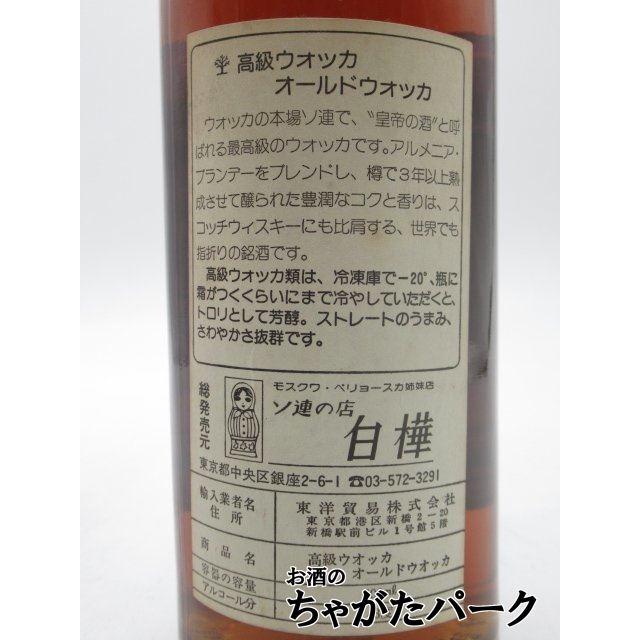 高級ウオッカ
オールドウオッカ
ウオッカの本場ソ連で、〝皇帝の酒〟と呼
ばれる最高級のウオッカです。アルメニア・
ブランデーをブレンドし、樽で3年以上熟
成させて醸られた豊潤なコクと香りは、ス
コッチウィスキーにも比肩する、世界でも
指折りの銘酒です。
高級ウオッカ類は、冷凍庫で−20°、瓶に
霜がつくくらいにまで冷やしていただくと、
トロリとして芳醇。ストレートのうまみ、
さわやかさ抜群です。
総発売元
モスクワ・ベリョースカ姉妹店
ソ連の店
白樺
東京都中央区銀座2-6-1 ☎03-572-3291
輸入業者名
住所
東洋貿易株式会社
東京都港区新橋2−20
新橋駅前ビル1号館5階
商品名
高級ウオッカ
オールドウオッカ
容器の容量
アルコール分
お酒の
ちゃがたパーク